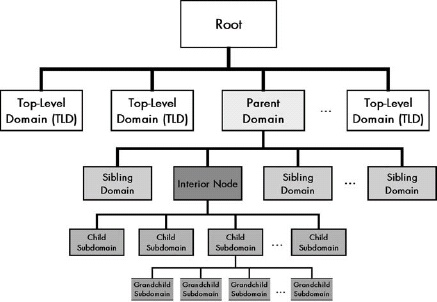 Root
Top-Level
Domain (TLD)
Top-Level
Domain (TLD)
Parent
Domain
...
Top-Level
Domain (TLD)
Sibling
Domain
Interior Node
Sibling
Domain
...
Sibling
Domain
Child
Subdomain
Child
Subdomain
Child
Subdomain
...
Child
Subdomain
Grandchild
Subdomain
Grandchild
Subdomain
Grandchild
Subdomain
...
Grandchild
Subdomain